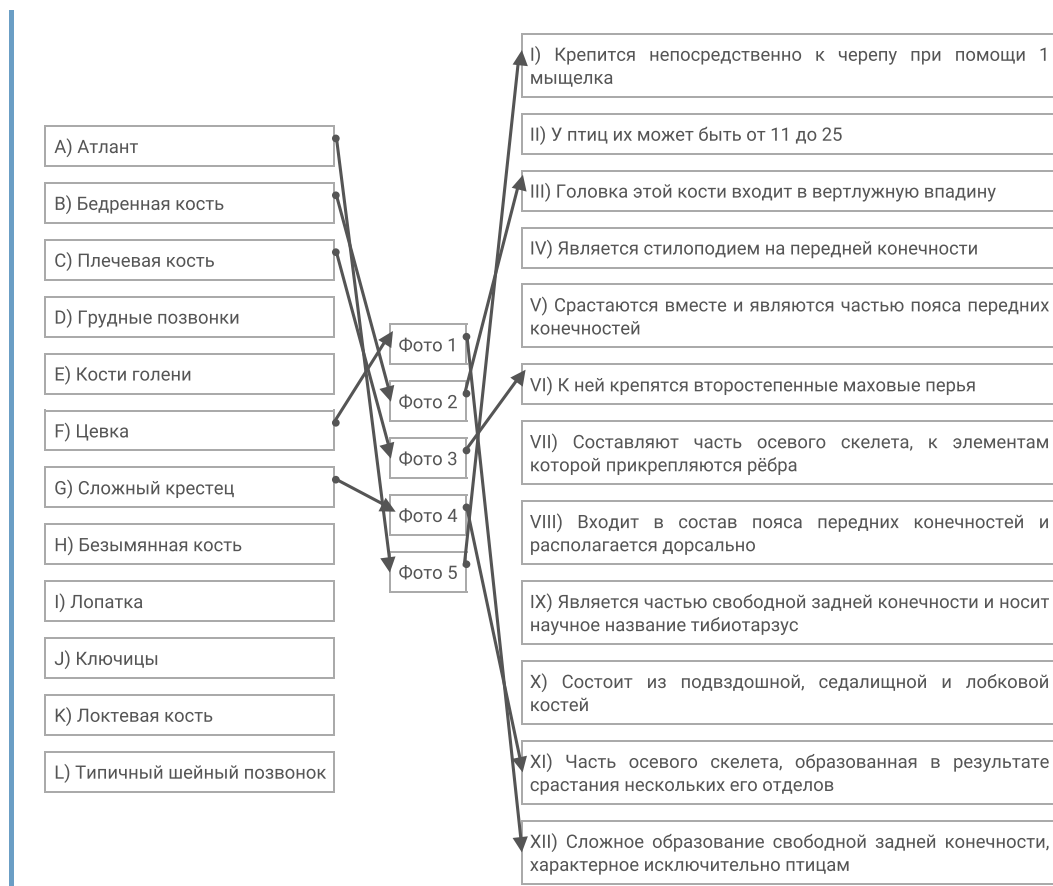 A) Атлант
B) Бедренная кость
C) Плечевая кость
D) Грудные позвонки
E) Кости голени
F) Цевка
G) Сложный крестец
H) Безымянная кость
I) Лопатка
J) Ключицы
K) Локтевая кость
L) Типичный шейный позвонок
Фото 1
Фото 2
Фото 3
Фото 4
Фото 5
I) Крепится непосредственно к черепу при помощи 1
мыщелка
II) У птиц их может быть от 11 до 25
III) Головка этой кости входит в вертлужную впадину
IV) Является стилоподием на передней конечности
V) Срастаются вместе и являются частью пояса передних
конечностей
VI) К ней крепятся второстепенные маховые перья
VII) Составляют часть осевого скелета, к элементам
которой прикрепляются рёбра
VIII) Входит в состав пояса передних конечностей и
располагается дорсально
IX) Является частью свободной задней конечности и носит
научное название тибиотарзус
X) Состоит из подвздошной, седалищной и лобковой
костей
XI) Часть осевого скелета, образованная в результате
срастания нескольких его отделов
XII) Сложное образование свободной задней конечности,
характерное исключительно птицам